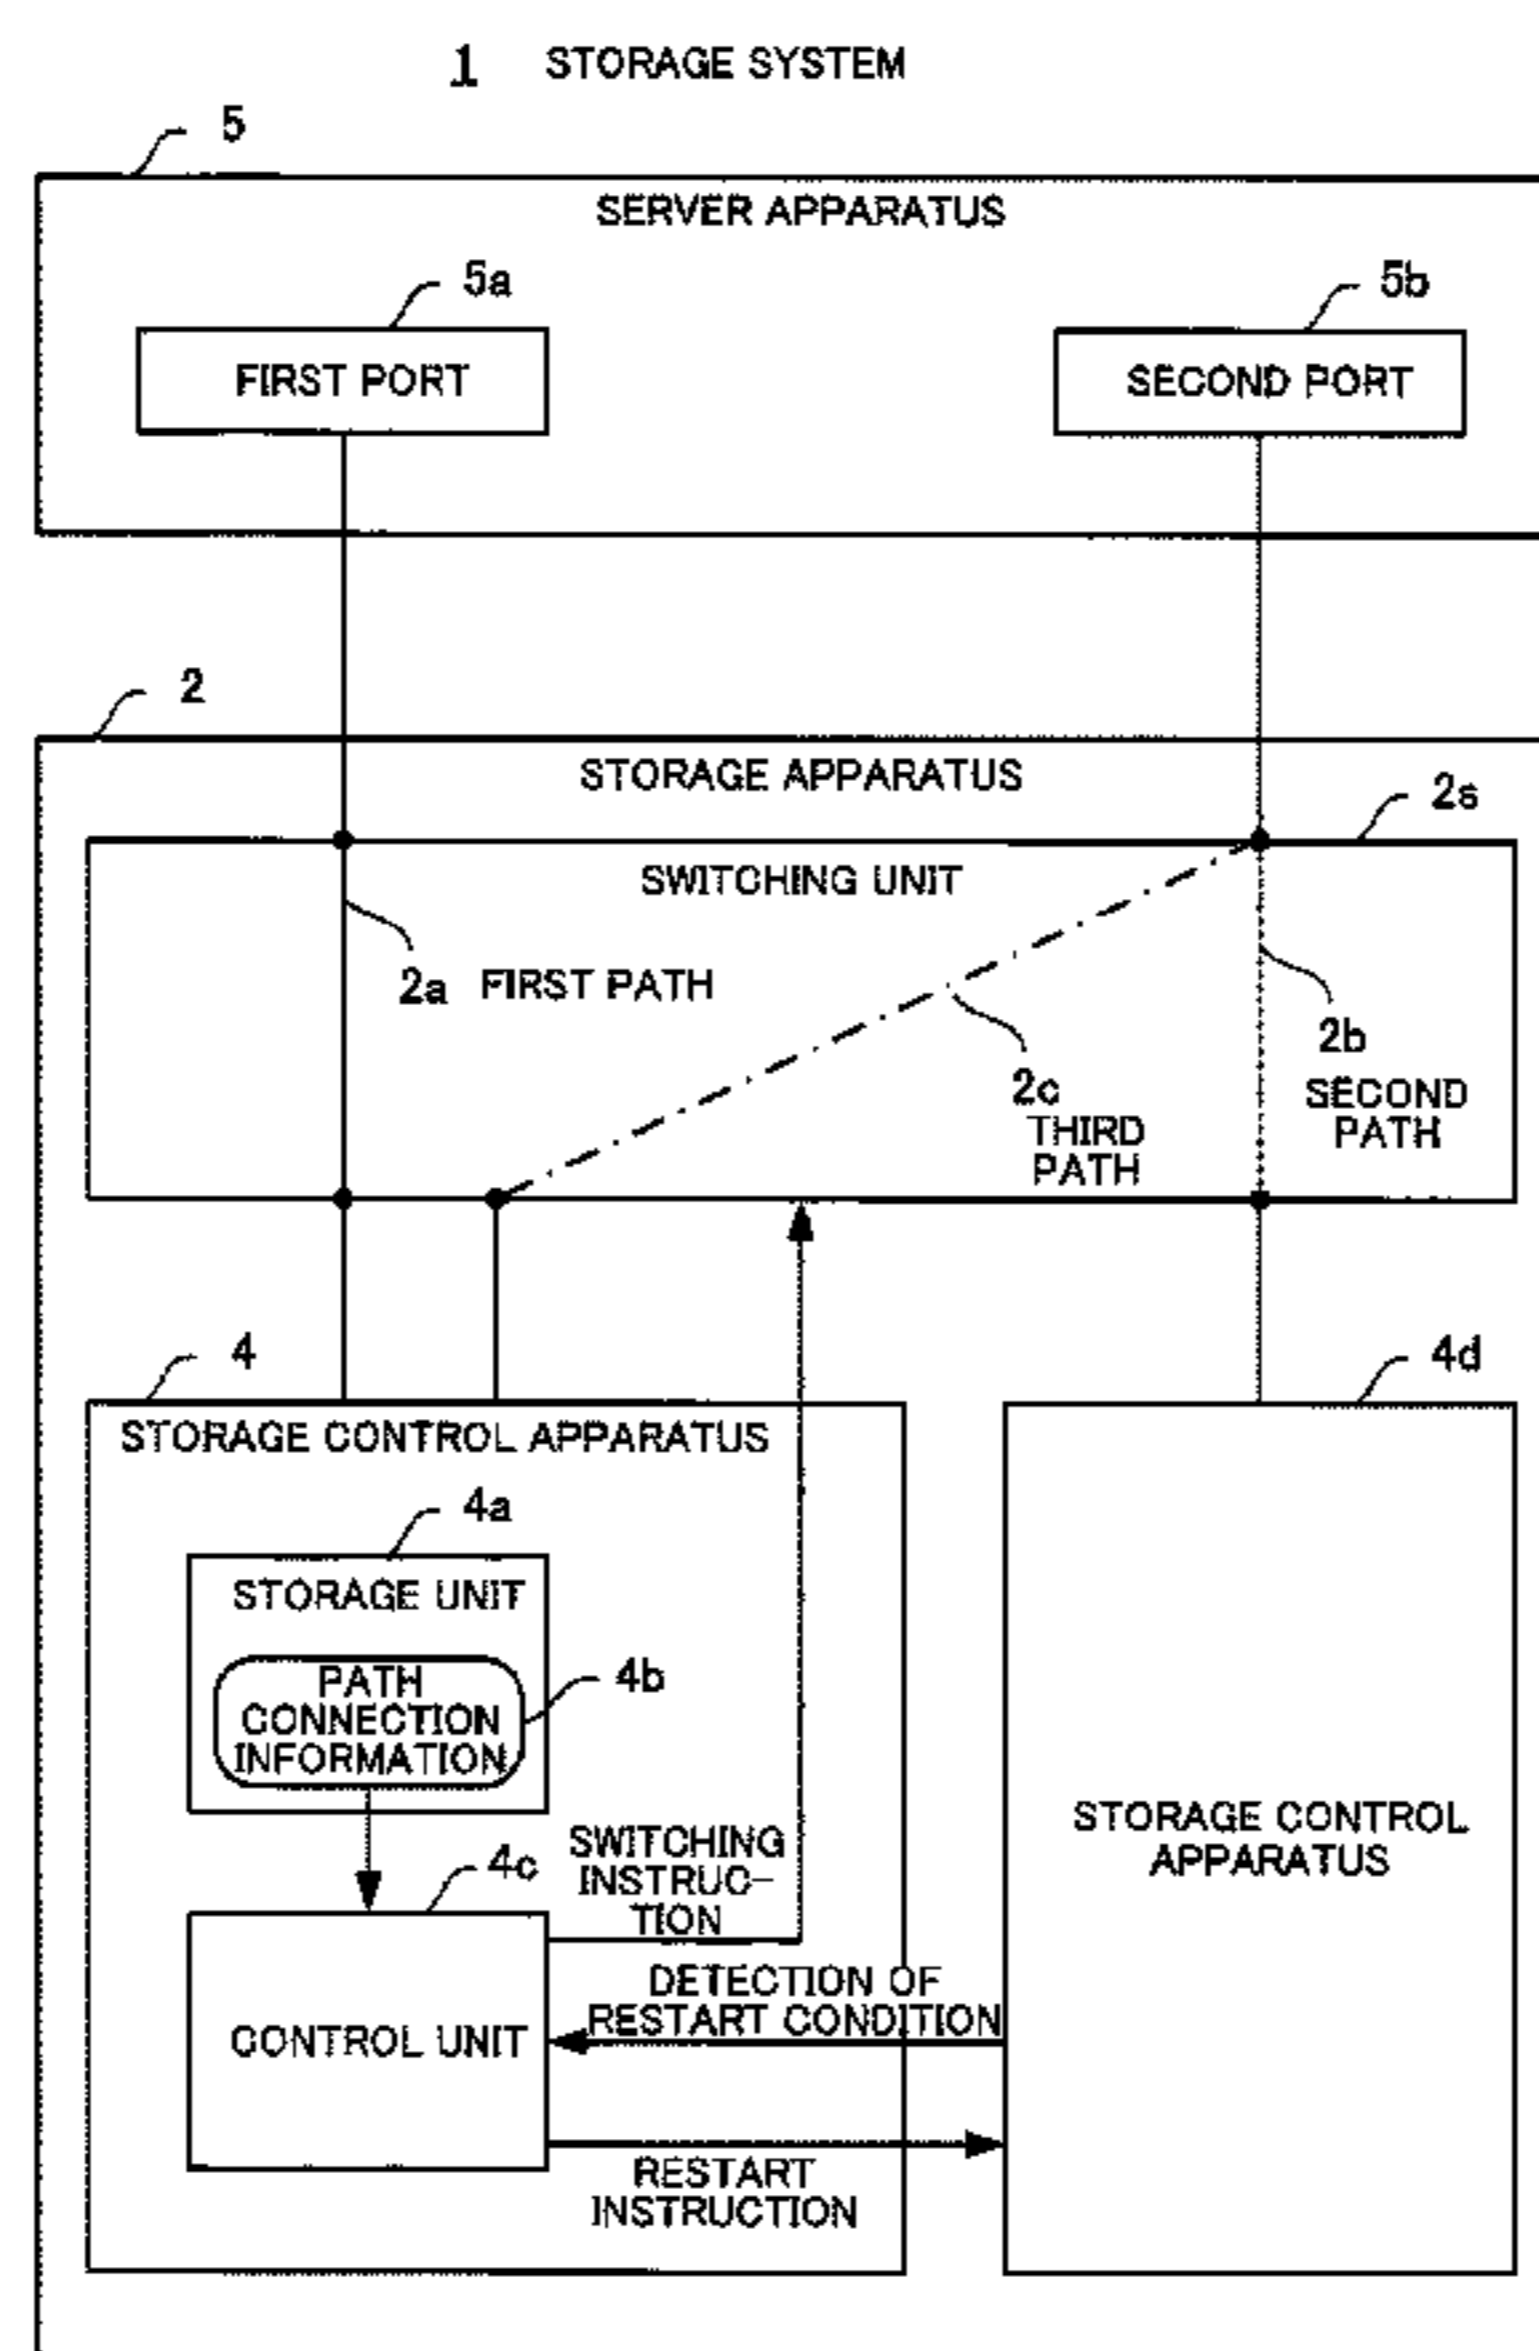 1 STORAGE SYSTEM
5
SERVER APPARATUS
5a
5b
FIRST PORT
SECOND PORT
2
STORAGE APPARATUS
2s
SWITCHING UNIT
2a FIRST PATH
2b
SECOND
PATH
2c
THIRD
PATH
4
4d
STORAGE CONTROL APPARATUS
4a
STORAGE UNIT
PATH
CONNECTION
INFORMATION
4b
STORAGE CONTROL
APPARATUS
4c
SWITCHING
INSTRUC-
TION
CONTROL UNIT
DETECTION OF
RESTART CONDITION
RESTART
INSTRUCTION